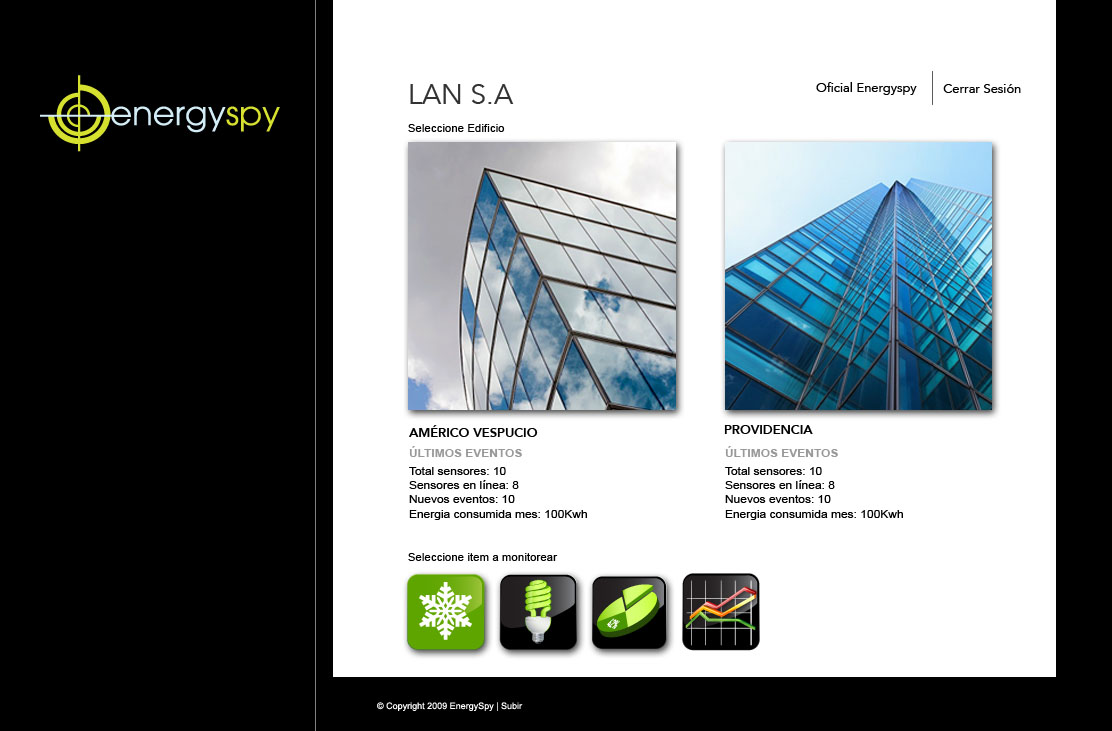 energyspy
LAN S.A
Oficial Energyspy
Cerrar Sesión
Seleccione Edificio
AMÉRICO VESPUCIO
ÚLTIMOS EVENTOS
Total sensores: 10
Sensores en línea: 8
Nuevos eventos: 10
Energia consumida mes: 100Kwh
PROVIDENCIA
ÚLTIMOS EVENTOS
Total sensores: 10
Sensores en línea: 8
Nuevos eventos: 10
Energia consumida mes: 100Kwh
Seleccione item a monitorear
© Copyright 2009 EnergySpy | Subir